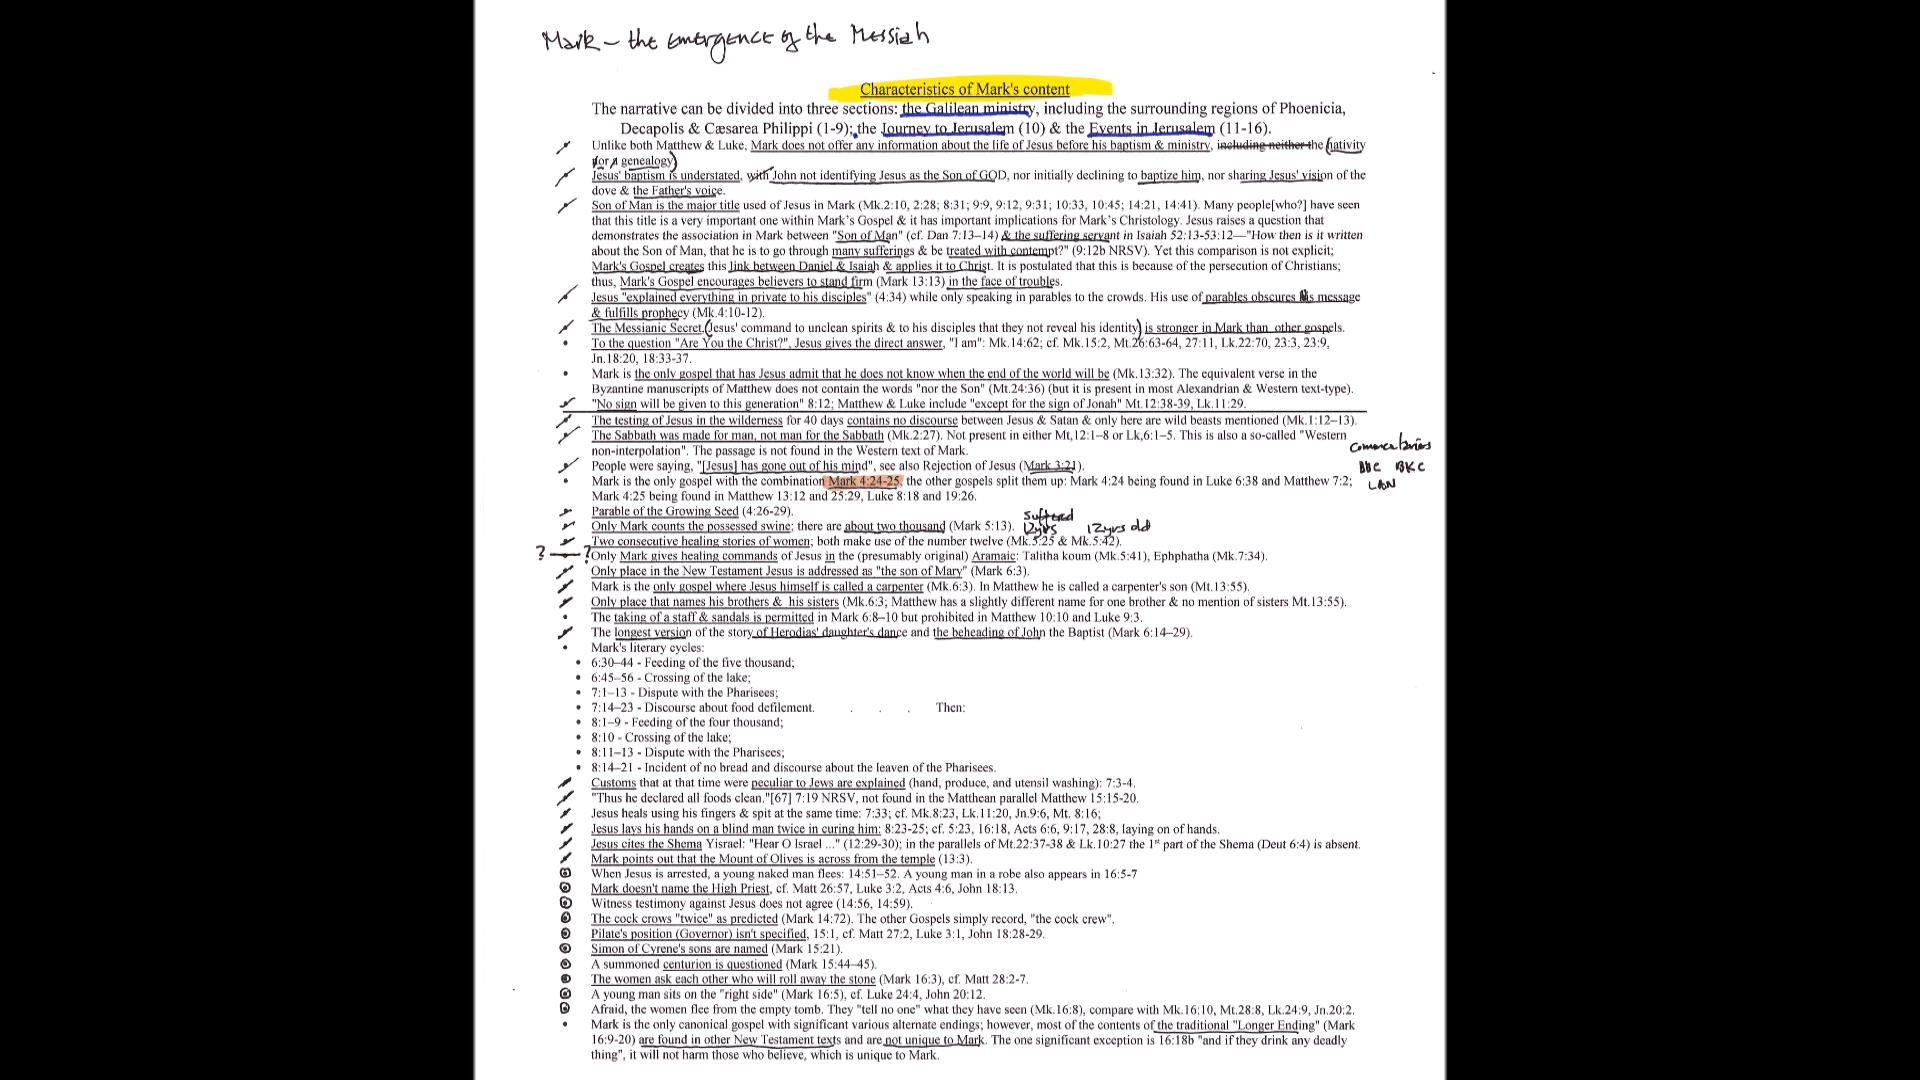 Mark – the emergence of the Messiah
Characteristics of Mark's content
The narrative can be divided into three sections: the Galilean ministry, including the surrounding regions of Phoenicia,
Decapolis & Cæsarea Philippi (1-9); the Journey to Jerusalem (10) & the Events in Jerusalem (11-16).
Unlike both Matthew & Luke, Mark does not offer any information about the life of Jesus before his baptism & ministry, including neither the (nativity
or a genealogy)
Jesus' baptism is understated, with John not identifying Jesus as the Son of GOD, nor initially declining to baptize him, nor sharing Jesus' vision of the
dove & the Father's voice.
Son of Man is the major title used of Jesus in Mark (Mk.2:10, 2:28; 8:31; 9:9, 9:12, 9:31; 10:33, 10:45; 14:21, 14:41). Many people[who?] have seen
that this title is a very important one within Mark's Gospel & it has important implications for Mark's Christology. Jesus raises a question that
demonstrates the association in Mark between "Son of Man" (cf. Dan 7:13–14) & the suffering servant in Isaiah 52:13-53:12—"How then is it written
about the Son of Man, that he is to go through many sufferings & be treated with contempt?" (9:12b NRSV). Yet this comparison is not explicit;
Mark's Gospel creates this link between Daniel & Isaiah & applies it to Christ. It is postulated that this is because of the persecution of Christians;
thus, Mark's Gospel encourages believers to stand firm (Mark 13:13) in the face of troubles.
Jesus "explained everything in private to his disciples" (4:34) while only speaking in parables to the crowds. His use of parables obscures His message
& fulfills prophecy (Mk.4:10-12).
The Messianic Secret, (Jesus' command to unclean spirits & to his disciples that they not reveal his identity) is stronger in Mark than other gospels.
• To the question "Are You the Christ?", Jesus gives the direct answer, "I am": Mk.14:62; cf. Mk.15:2, Mt.26:63-64, 27:11, Lk.22:70, 23:3, 23:9,
Jn.18:20, 18:33-37.
• Mark is the only gospel that has Jesus admit that he does not know when the end of the world will be (Mk.13:32). The equivalent verse in the
Byzantine manuscripts of Matthew does not contain the words "nor the Son" (Mt.24:36) (but it is present in most Alexandrian & Western text-type).
"No sign will be given to this generation" 8:12; Matthew & Luke include "except for the sign of Jonah" Mt.12:38-39, Lk.11:29.
The testing of Jesus in the wilderness for 40 days contains no discourse between Jesus & Satan & only here are wild beasts mentioned (Mk.1:12–13).
The Sabbath was made for man, not man for the Sabbath (Mk.2:27). Not present in either Mt,12:1–8 or Lk,6:1–5. This is also a so-called "Western
non-interpolation". The passage is not found in the Western text of Mark.
Commentaries
People were saying, "[Jesus] has gone out of his mind", see also Rejection of Jesus (Mark 3:21).
BBC BKC
• Mark is the only gospel with the combination Mark 4:24-25, the other gospels split them up: Mark 4:24 being found in Luke 6:38 and Matthew 7:2;
Mark 4:25 being found in Matthew 13:12 and 25:29, Luke 8:18 and 19:26.
Parable of the Growing Seed (4:26-29).
suffered
Only Mark counts the possessed swine; there are about two thousand (Mark 5:13). 12yrs 12yrs old
Two consecutive healing stories of women; both make use of the number twelve (Mk.5:25 & Mk.5:42).
? ? Only Mark gives healing commands of Jesus in the (presumably original) Aramaic: Talitha koum (Mk.5:41), Ephphatha (Mk.7:34).
Only place in the New Testament Jesus is addressed as "the son of Mary" (Mark 6:3).
Mark is the only gospel where Jesus himself is called a carpenter (Mk.6:3). In Matthew he is called a carpenter's son (Mt.13:55).
Only place that names his brothers & his sisters (Mk.6:3; Matthew has a slightly different name for one brother & no mention of sisters Mt.13:55).
• The taking of a staff & sandals is permitted in Mark 6:8–10 but prohibited in Matthew 10:10 and Luke 9:3.
The longest version of the story of Herodias' daughter's dance and the beheading of John the Baptist (Mark 6:14–29).
• Mark's literary cycles:
• 6:30–44 - Feeding of the five thousand;
• 6:45–56 - Crossing of the lake;
• 7:1–13 - Dispute with the Pharisees;
• 7:14–23 - Discourse about food defilement. . . . Then:
• 8:1–9 - Feeding of the four thousand;
• 8:10 - Crossing of the lake;
• 8:11–13 - Dispute with the Pharisees;
• 8:14–21 - Incident of no bread and discourse about the leaven of the Pharisees.
Customs that at that time were peculiar to Jews are explained (hand, produce, and utensil washing): 7:3-4.
"Thus he declared all foods clean."[67] 7:19 NRSV, not found in the Matthean parallel Matthew 15:15-20.
Jesus heals using his fingers & spit at the same time: 7:33; cf. Mk.8:23, Lk.11:20, Jn.9:6, Mt. 8:16;
Jesus lays his hands on a blind man twice in curing him: 8:23-25; cf. 5:23, 16:18, Acts 6:6, 9:17, 28:8, laying on of hands.
Jesus cites the Shema Yisrael: "Hear O Israel ..." (12:29-30); in the parallels of Mt.22:37-38 & Lk.10:27 the 1st part of the Shema (Deut 6:4) is absent.
Mark points out that the Mount of Olives is across from the temple (13:3).
When Jesus is arrested, a young naked man flees: 14:51–52. A young man in a robe also appears in 16:5-7
Mark doesn't name the High Priest, cf. Matt 26:57, Luke 3:2, Acts 4:6, John 18:13.
Witness testimony against Jesus does not agree (14:56, 14:59).
The cock crows "twice" as predicted (Mark 14:72). The other Gospels simply record, "the cock crew".
Pilate's position (Governor) isn't specified, 15:1, cf. Matt 27:2, Luke 3:1, John 18:28-29.
Simon of Cyrene's sons are named (Mark 15:21).
A summoned centurion is questioned (Mark 15:44–45).
The women ask each other who will roll away the stone (Mark 16:3), cf. Matt 28:2-7.
A young man sits on the "right side" (Mark 16:5), cf. Luke 24:4, John 20:12.
Afraid, the women flee from the empty tomb. They "tell no one" what they have seen (Mk.16:8), compare with Mk.16:10, Mt.28:8, Lk.24:9, Jn.20:2.
• Mark is the only canonical gospel with significant various alternate endings; however, most of the contents of the traditional "Longer Ending" (Mark
16:9-20) are found in other New Testament texts and are not unique to Mark. The one significant exception is 16:18b "and if they drink any deadly
thing", it will not harm those who believe, which is unique to Mark.